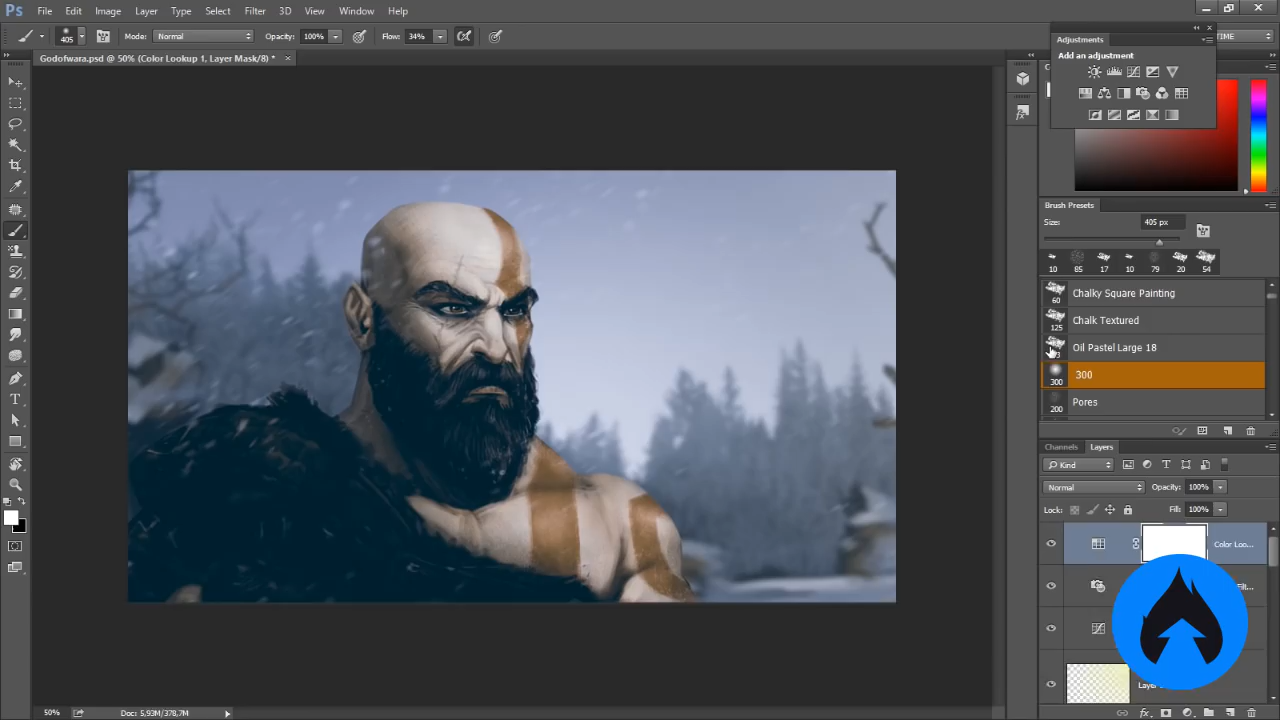 Ps File Edit Image Layer Type Select Filter 3D View Window Help
405 Mode: Normal Opacity: 100% Flow: 34%
TIME
Godofwara.psd @ 50% (Color Lookup 1, Layer Mask/8) *
Adjustments
Add an adjustment
Brush Presets
Size: 405 px
10 65 17 10 79 20 54
60 Chalky Square Painting
125 Chalk Textured
Oil Pastel Large 18
300 300
200 Pores
Channels Layers
Kind
Normal Opacity: 100%
Lock: Fill: 100%
Color Loo...
Filt...
Layer
50% Doc: 5,93M/378,7M